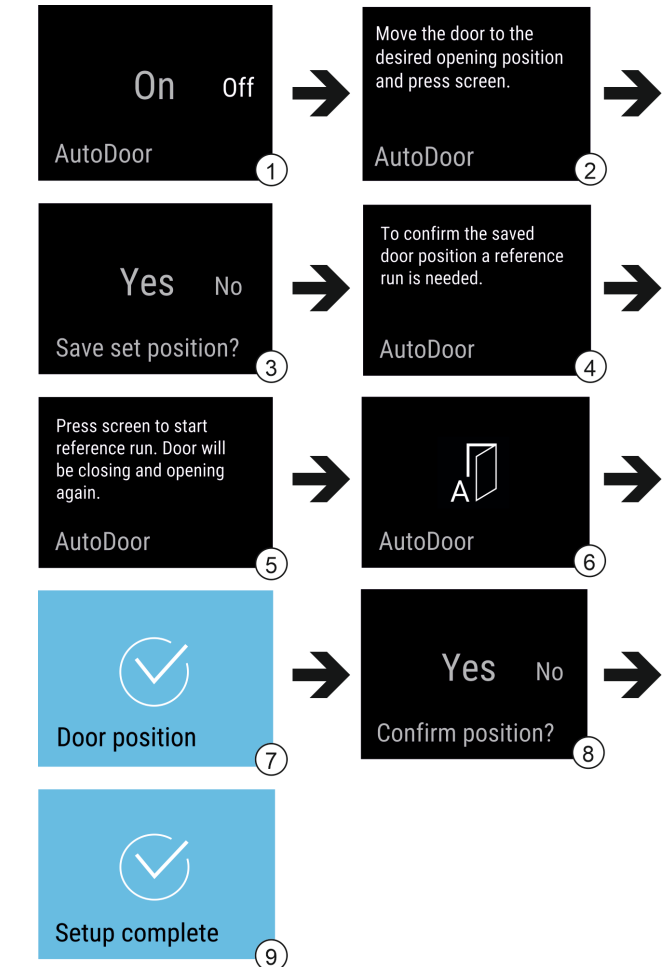 On Off
AutoDoor
1
Move the door to the
desired opening position
and press screen.
AutoDoor
2
Yes No
Save set position?
3
To confirm the saved
door position a reference
run is needed.
AutoDoor
4
Press screen to start
reference run. Door will
be closing and opening
again.
AutoDoor
5
A
AutoDoor
6
Door position
7
Yes No
Confirm position?
8
Setup complete
9